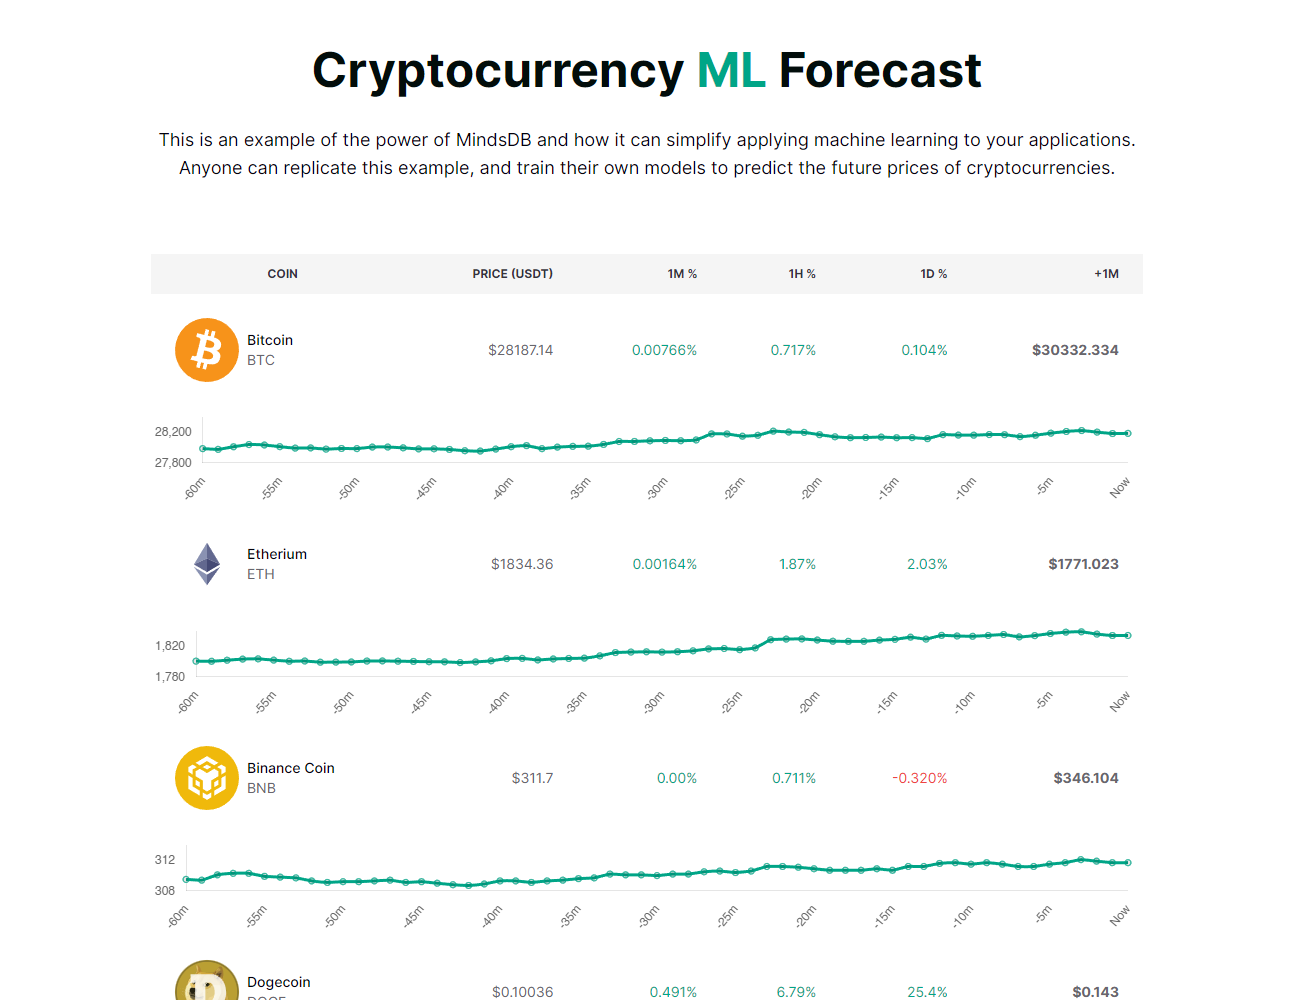 Cryptocurrency ML Forecast
This is an example of the power of MindsDB and how it can simplify applying machine learning to your applications.
Anyone can replicate this example, and train their own models to predict the future prices of cryptocurrencies.
COIN PRICE (USDT) 1M % 1H % 1D % +1M
Bitcoin
BTC
$28187.14 0.00766% 0.717% 0.104% $30332.334
28,200
27,800
-60m -55m -50m -45m -40m -35m -30m -25m -20m -15m -10m -5m Now
Etherium
ETH
$1834.36 0.00164% 1.87% 2.03% $1771.023
1,820
1,780
-60m -55m -50m -45m -40m -35m -30m -25m -20m -15m -10m -5m Now
Binance Coin
BNB
$311.7 0.00% 0.711% -0.320% $346.104
312
308
-60m -55m -50m -45m -40m -35m -30m -25m -20m -15m -10m -5m Now
Dogecoin
$0.10036 0.491% 6.79% 25.4% $0.143